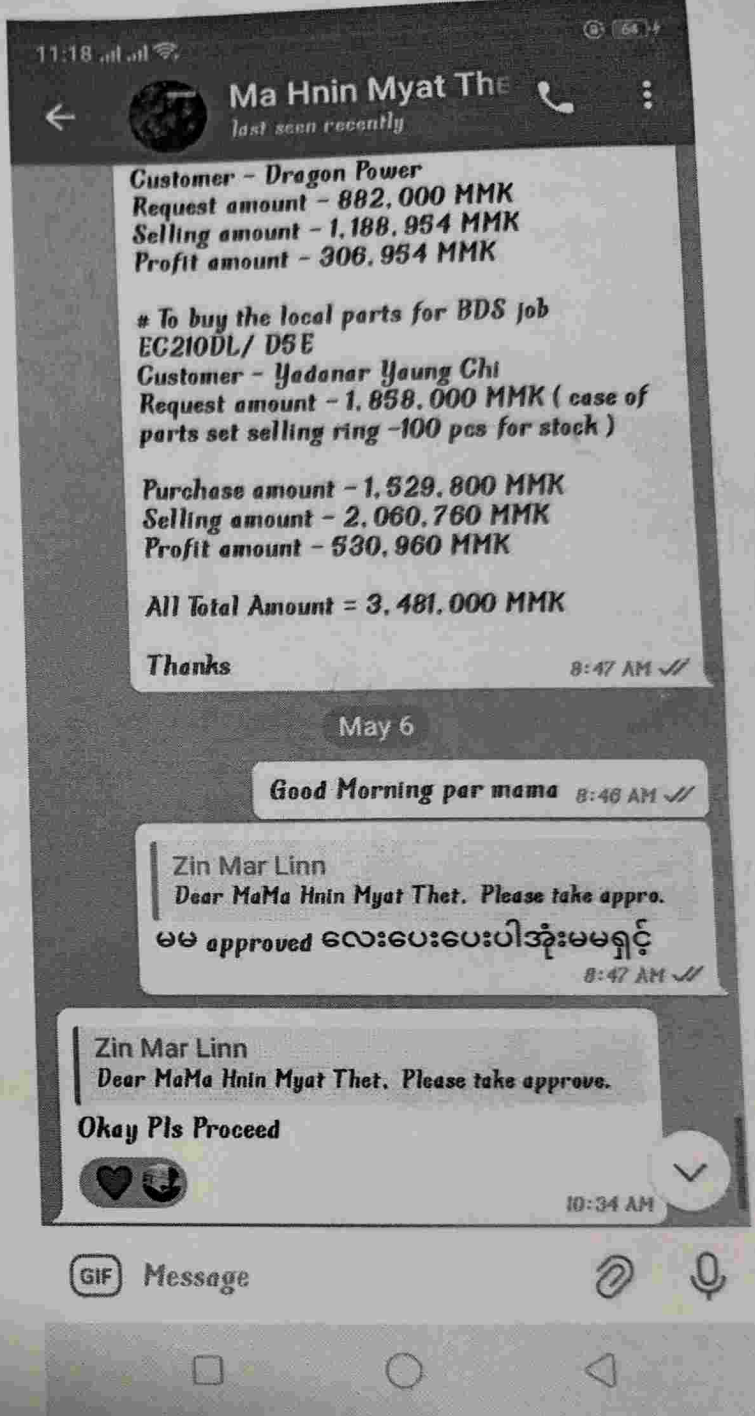 11:18
64
Ma Hnin Myat The
last seen recently
Customer - Dragon Power
Request amount - 882,000 MMK
Selling amount - 1,188,954 MMK
Profit amount - 306,954 MMK
# To buy the local parts for BDS job
EC210DL/ D5E
Customer - Yadanar Yaung Chi
Request amount - 1,858,000 MMK ( case of
parts set selling ring -100 pcs for stock )
Purchase amount - 1,529,800 MMK
Selling amount - 2,060,760 MMK
Profit amount - 530,960 MMK
All Total Amount = 3,481,000 MMK
Thanks
8:47 AM
May 6
Good Morning par mama 8:46 AM
Zin Mar Linn
Dear MaMa Hnin Myat Thet. Please take appro.
မမ approved လေးပေးပေးပါအုံးမမရှင့်
8:47 AM
Zin Mar Linn
Dear MaMa Hnin Myat Thet. Please take approve.
Okay Pls Proceed
10:34 AM
GIF Message